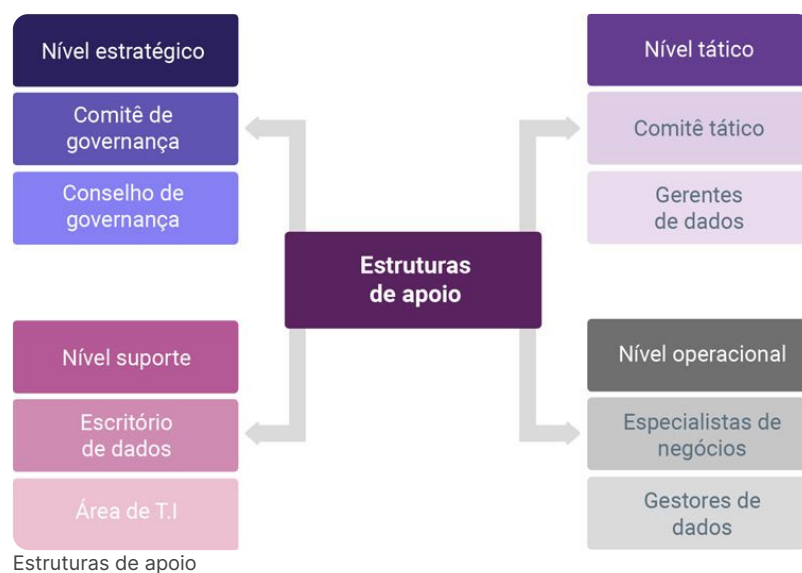 Nível estratégico
Comitê de
governança
Conselho de
governança
Nível tático
Comitê tático
Gerentes
de dados
Estruturas
de apoio
Nível suporte
Escritório
de dados
Área de T.I
Nível operacional
Especialistas de
negócios
Gestores de
dados
Estruturas de apoio